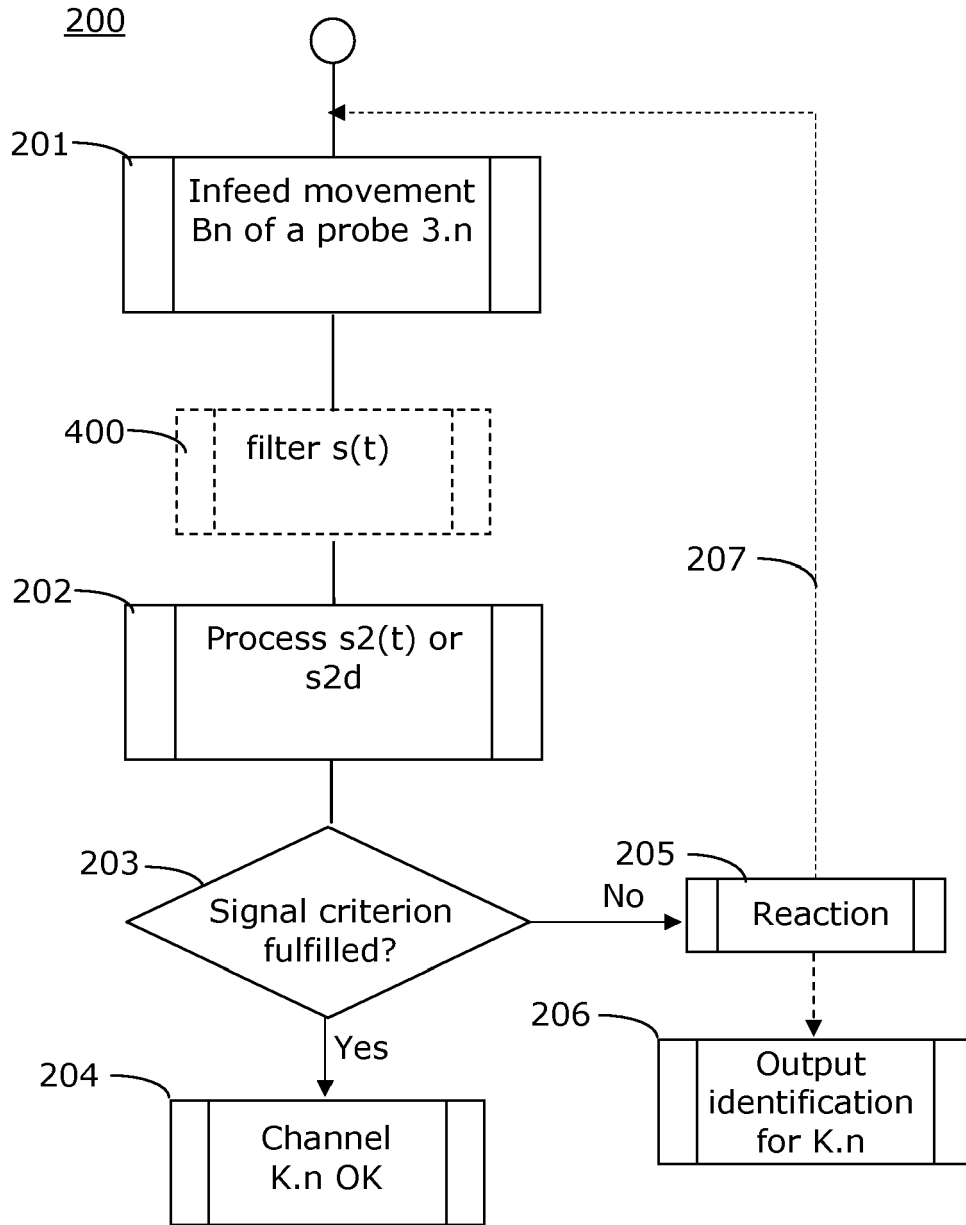 200
201
Infeed movement
Bn of a probe 3.n
400
filter s(t)
207
202
Process s2(t) or
s2d
203
Signal criterion
fulfilled?
No
205
Reaction
Yes
206
Output
identification
for K.n
204
Channel
K.n OK